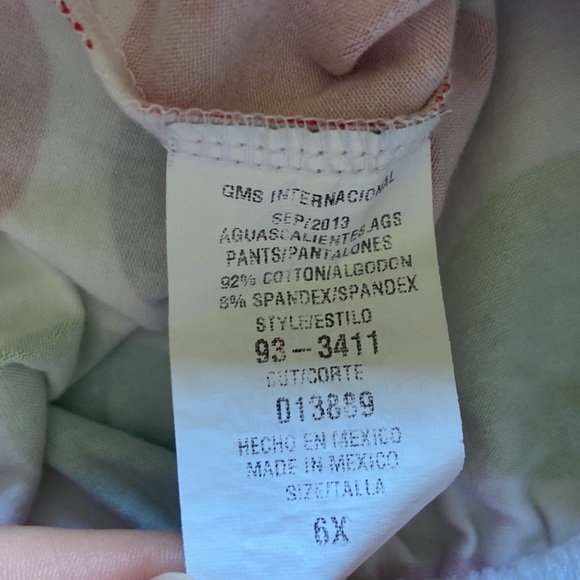 GMS INTERNACIONAL
SEP/2013
AGUASCALIENTES.AGS
PANTS/PANTALONES
92% COTTON/ALGODON
8% SPANDEX/SPANDEX
STYLE/ESTILO
93-3411
CUT/CORTE
013889
HECHO EN MEXICO
MADE IN MEXICO
SIZE/TALLA
6X